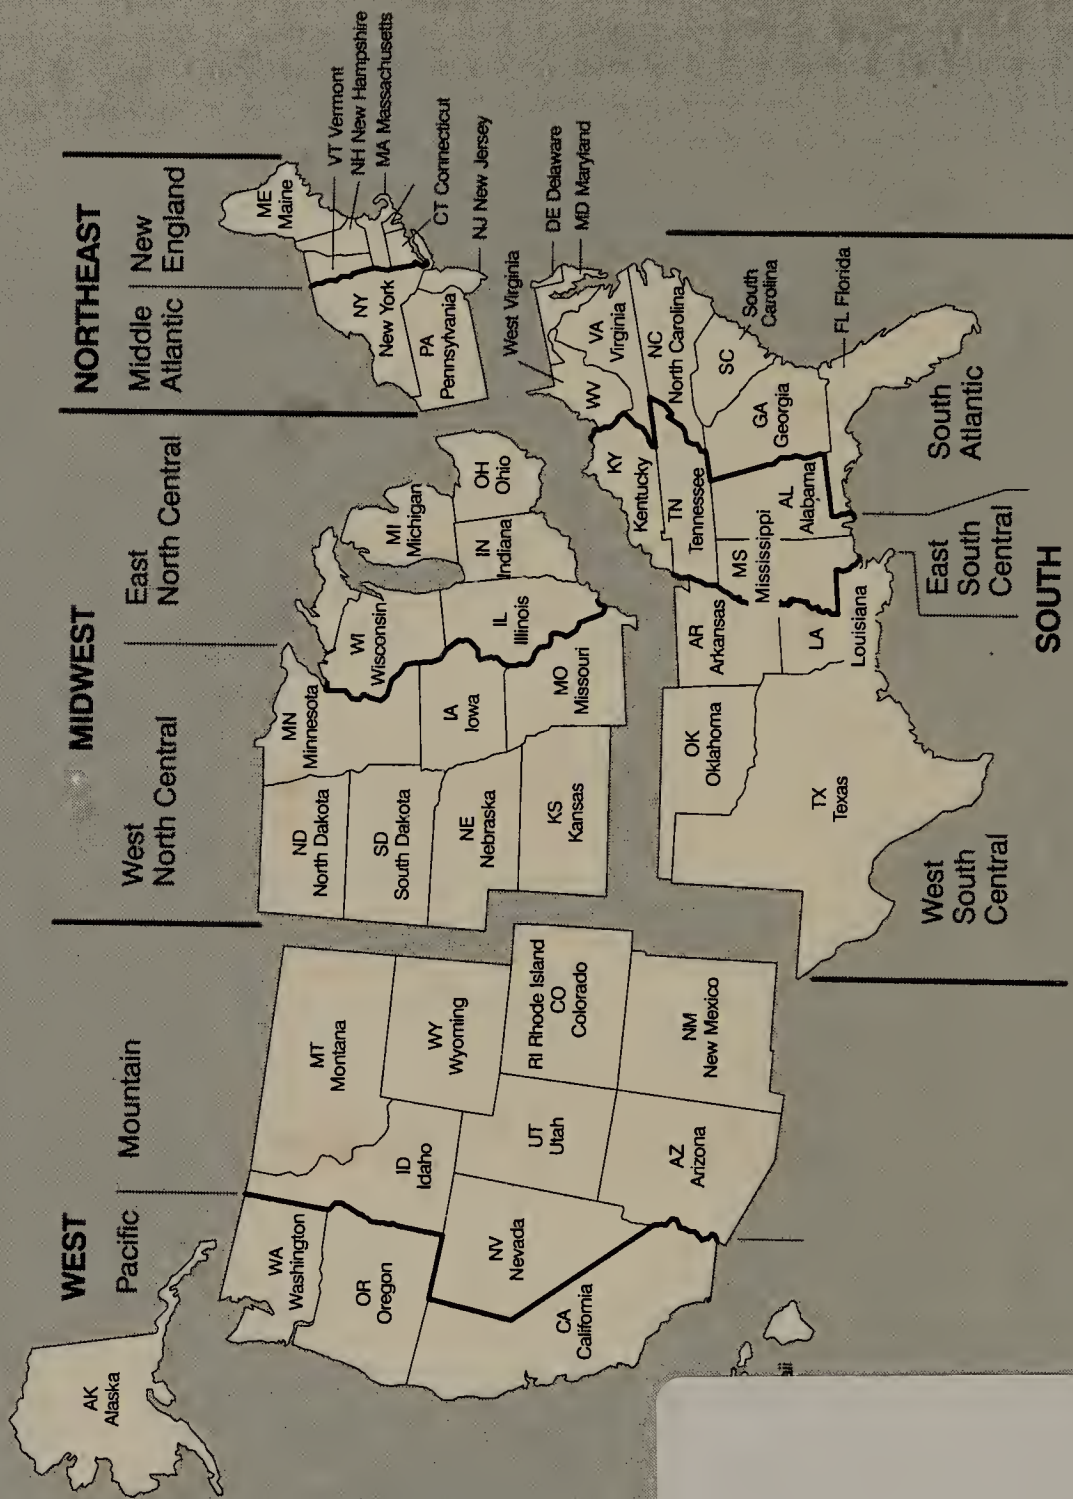 WEST
MIDWEST
NORTHEAST
Pacific
Mountain
West
North Central
East
North Central
Middle
Atlantic
New
England
AK
Alaska
WA
Washington
OR
Oregon
CA
California
NV
Nevada
ID
Idaho
MT
Montana
WY
Wyoming
UT
Utah
RI Rhode Island
CO
Colorado
AZ
Arizona
NM
New Mexico
ND
North Dakota
SD
South Dakota
NE
Nebraska
KS
Kansas
MN
Minnesota
IA
Iowa
MO
Missouri
WI
Wisconsin
IL
Illinois
MI
Michigan
IN
Indiana
OH
Ohio
ME
Maine
NY
New York
PA
Pennsylvania
VT Vermont
NH New Hampshire
MA Massachusetts
CT Connecticut
NJ New Jersey
West Virginia
DE Delaware
MD Maryland
WV
VA
Virginia
KY
Kentucky
NC
North Carolina
TN
Tennessee
SC
South
Carolina
GA
Georgia
AL
Alabama
MS
Mississippi
FL Florida
AR
Arkansas
LA
Louisiana
OK
Oklahoma
TX
Texas
West
South
Central
East
South
Central
South
Atlantic
SOUTH